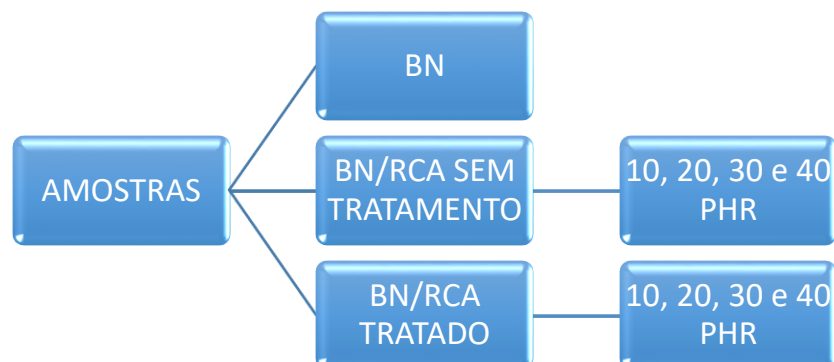 BN
AMOSTRAS
BN/RCA SEM
TRATAMENTO
10, 20, 30 e 40
PHR
BN/RCA
TRATADO
10, 20, 30 e 40
PHR